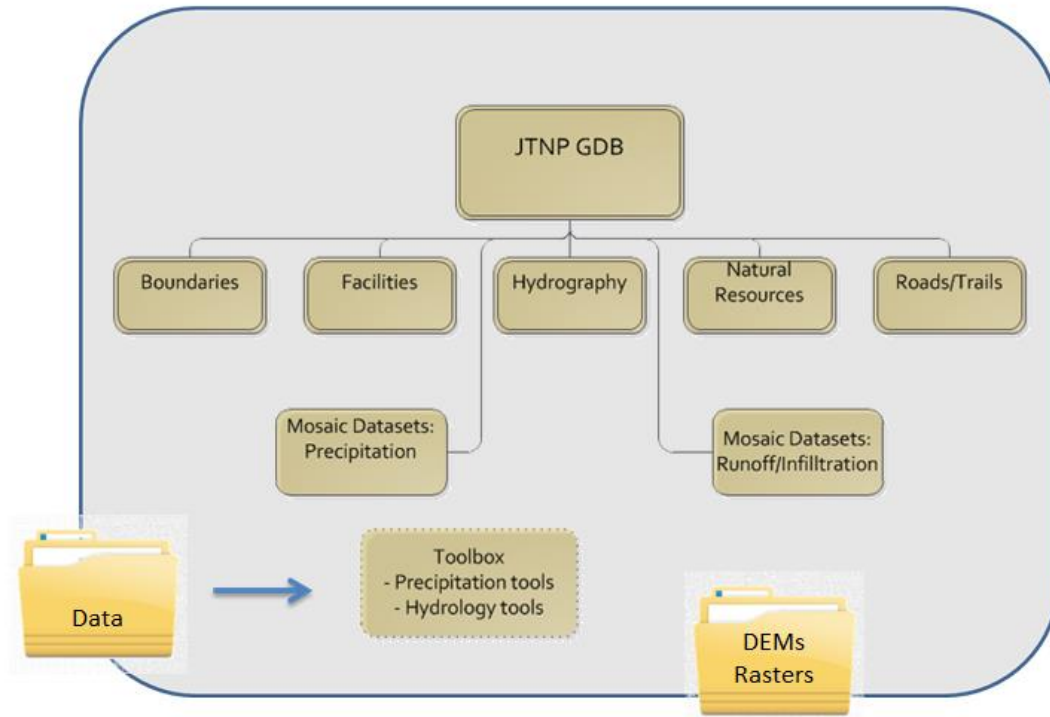 JTNP GDB
Boundaries
Facilities
Hydrography
Natural
Resources
Roads/Trails
Mosaic Datasets:
Precipitation
Mosaic Datasets:
Runoff/Infilltration
Data
Toolbox
- Precipitation tools
- Hydrology tools
DEMs
Rasters